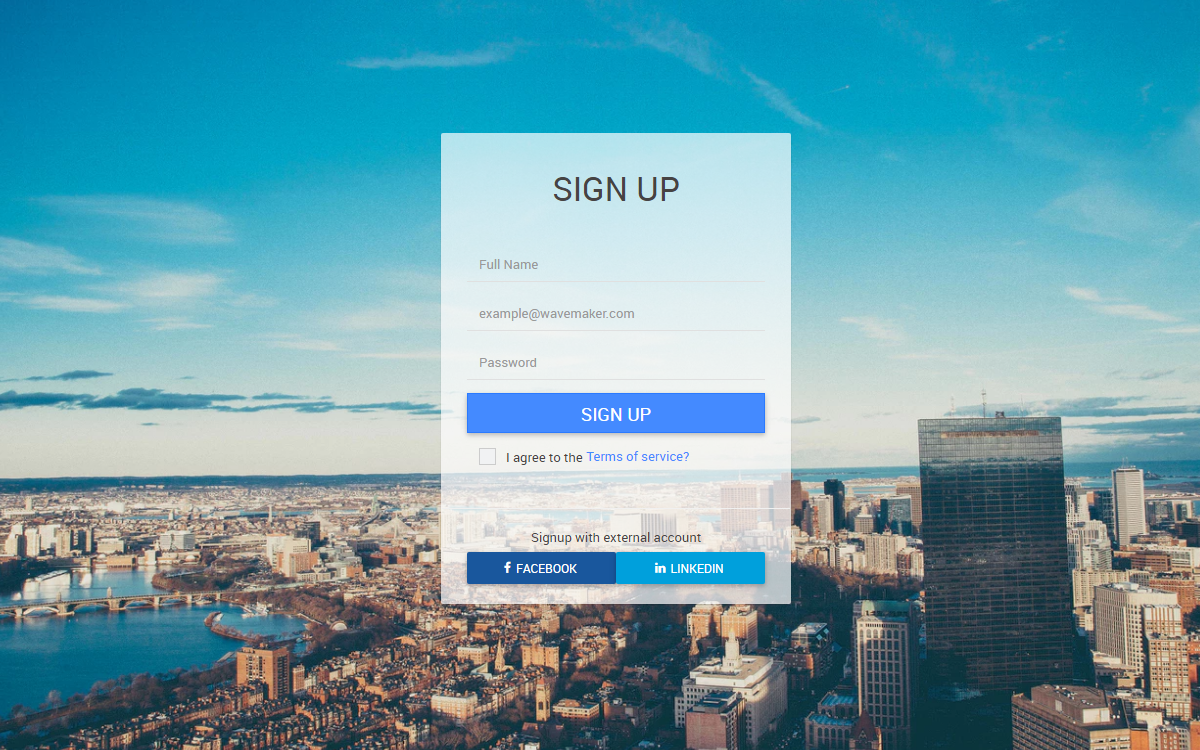 SIGN UP
Full Name
example@wavemaker.com
Password
SIGN UP
I agree to the Terms of service?
Signup with external account
FACEBOOK LINKEDIN